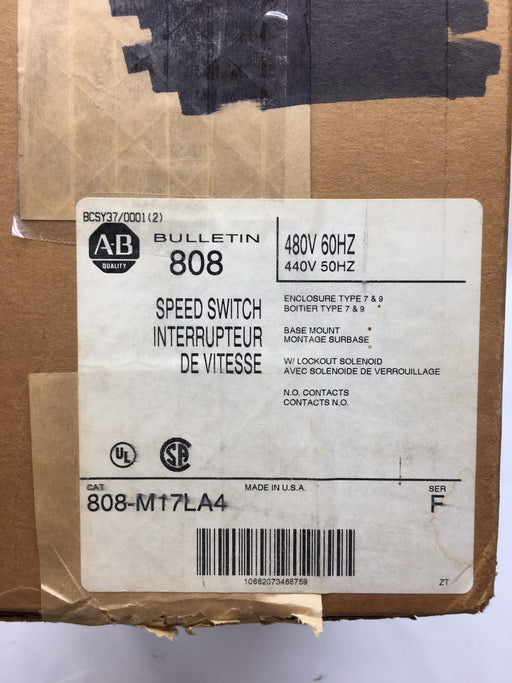 BCSY37/0001(2)
A-B
QUALITY
BULLETIN
808
480V 60HZ
440V 50HZ
SPEED SWITCH
INTERRUPTEUR
DE VITESSE
ENCLOSURE TYPE 7 & 9
BOITIER TYPE 7 & 9
BASE MOUNT
MONTAGE SURBASE
W/ LOCKOUT SOLENOID
AVEC SOLENOIDE DE VERROUILLAGE
N.O. CONTACTS
CONTACTS N.O.
UL
SA
CAT
808-M17LA4
MADE IN U.S.A.
SER
F
10662073468759
ZT